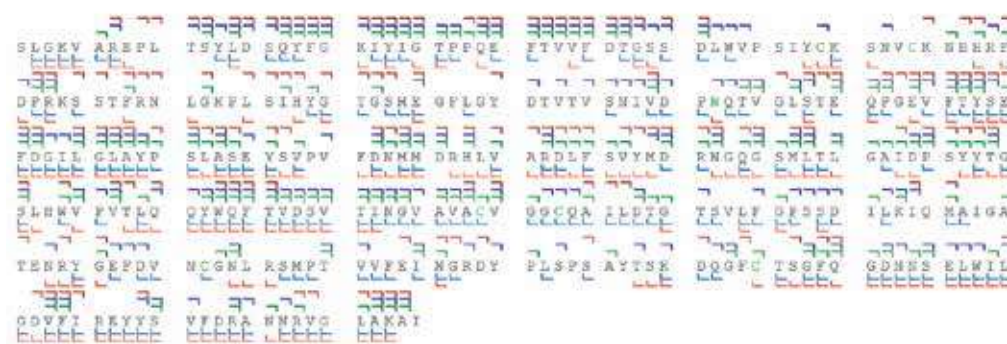 SLGKV AREPL TSYLD SQYFG KIYIG TPPQE FTVVF DTGSS DLWVP SIYCK SNVCK NHHRF
DPRKS STFRN LGKPL SIHYG TGSME GFLGY DTVTV SNIVD PNQTV GLSTE QPGEV FTYSE
FDGIL GLAYP SLASE YSVPV FDNMM DRHLV ARDLF SVYMD RNGQG SMLTL GAIDP SYYTG
SLHWV PVTLQ QYWQF TVDSV TINGV AVACV GGCQA ILDTG TSVLF GPSSD ILKIQ MAIGA
TENRY GEFDV NCGNL RSMPT VVFEI NGRDY PLSPS AYTSK DQGFC TSGFQ GDNNS ELWIL
GDVFI REYYS VFDRA NNRVG LAKAI